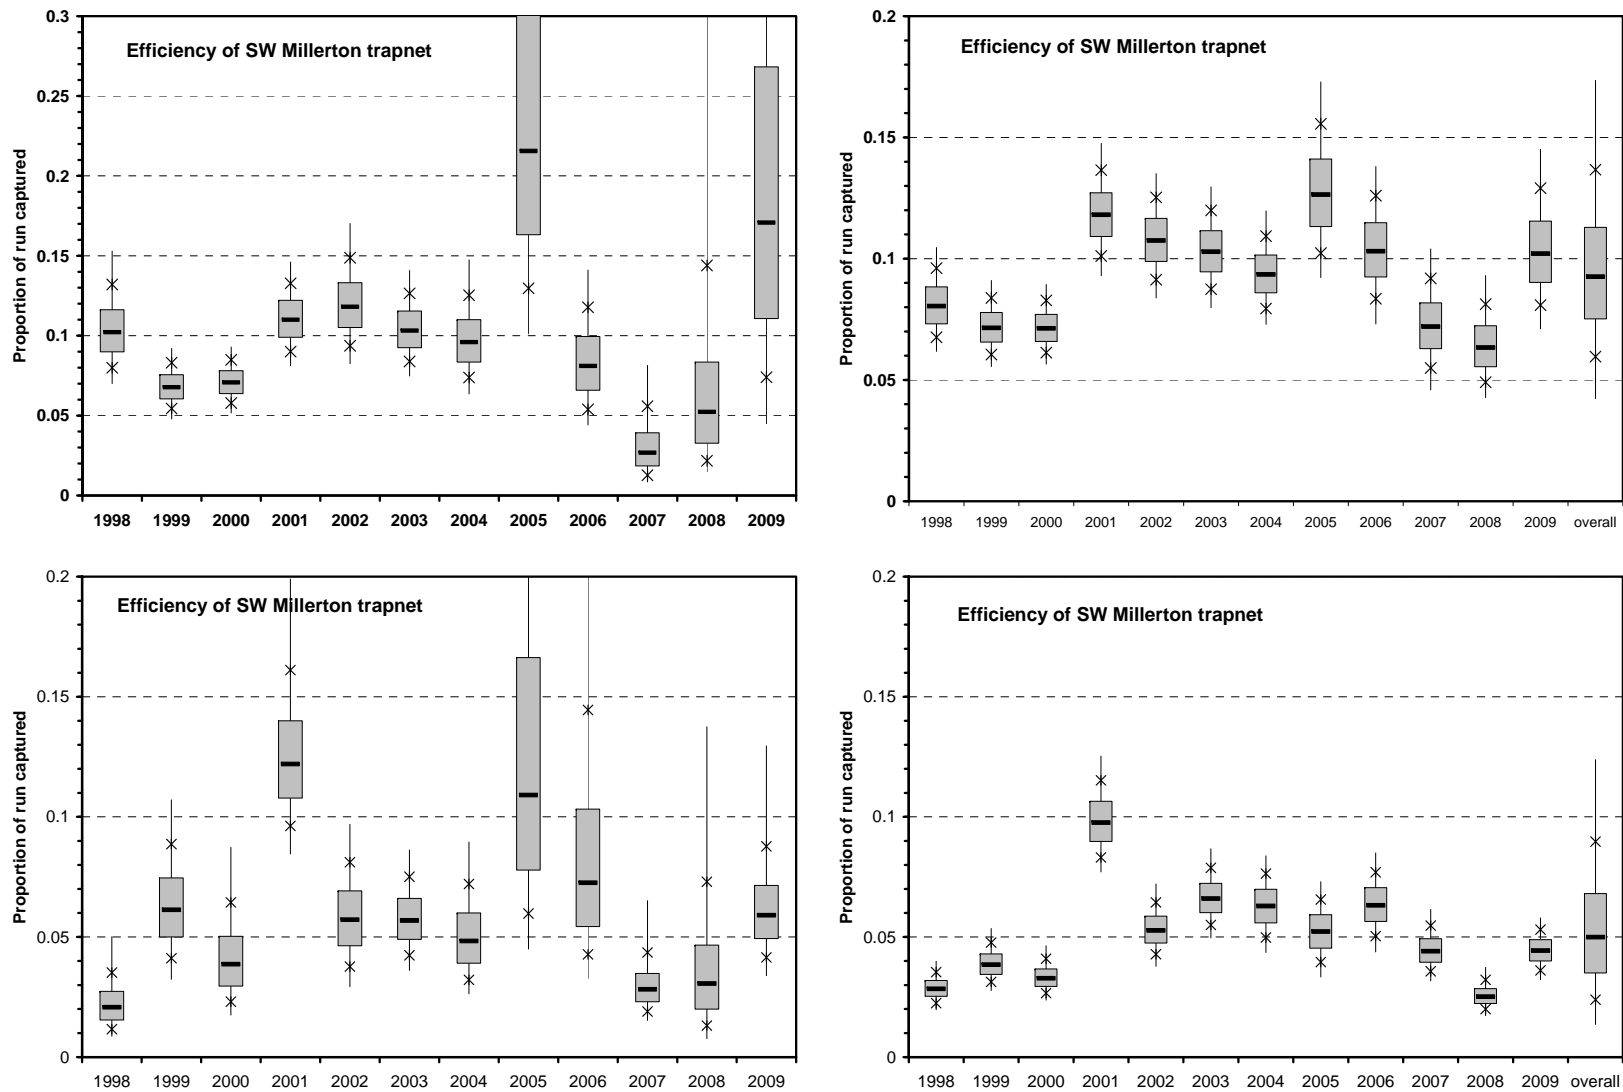 Efficiency of SW Millerton trapnet
Proportion of run captured
0.3
0.25
0.2
0.15
0.1
0.05
0
1998 1999 2000 2001 2002 2003 2004 2005 2006 2007 2008 2009
Efficiency of SW Millerton trapnet
Proportion of run captured
0.2
0.15
0.1
0.05
0
1998 1999 2000 2001 2002 2003 2004 2005 2006 2007 2008 2009 overall
Efficiency of SW Millerton trapnet
Proportion of run captured
0.2
0.15
0.1
0.05
0
1998 1999 2000 2001 2002 2003 2004 2005 2006 2007 2008 2009
Efficiency of SW Millerton trapnet
Proportion of run captured
0.2
0.15
0.1
0.05
0
1998 1999 2000 2001 2002 2003 2004 2005 2006 2007 2008 2009 overall